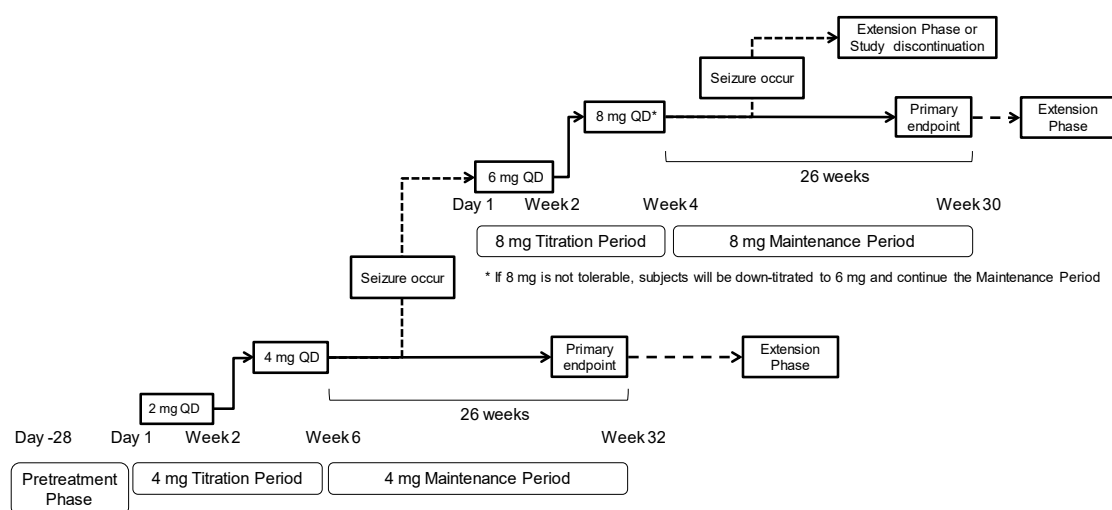 Extension Phase or
Study discontinuation
Seizure occur
8 mg QD*
Primary
endpoint
Extension
Phase
6 mg QD
26 weeks
Day 1
Week 2
Week 4
Week 30
8 mg Titration Period
8 mg Maintenance Period
Seizure occur
* If 8 mg is not tolerable, subjects will be down-titrated to 6 mg and continue the Maintenance Period
4 mg QD
Primary
endpoint
Extension
Phase
2 mg QD
26 weeks
Day -28
Day 1
Week 2
Week 6
Week 32
Pretreatment
Phase
4 mg Titration Period
4 mg Maintenance Period